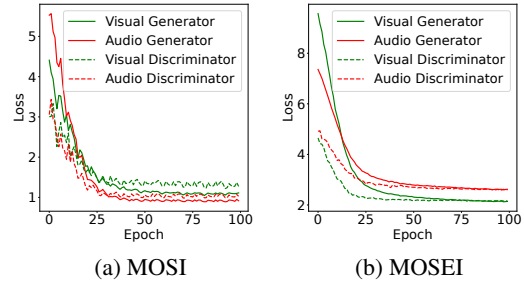 Visual Generator
Audio Generator
Visual Discriminator
Audio Discriminator
Loss
5
4
3
2
1
0 25 50 75 100
Epoch
(a) MOSI
Visual Generator
Audio Generator
Visual Discriminator
Audio Discriminator
Loss
8
6
4
2
0 25 50 75 100
Epoch
(b) MOSEI